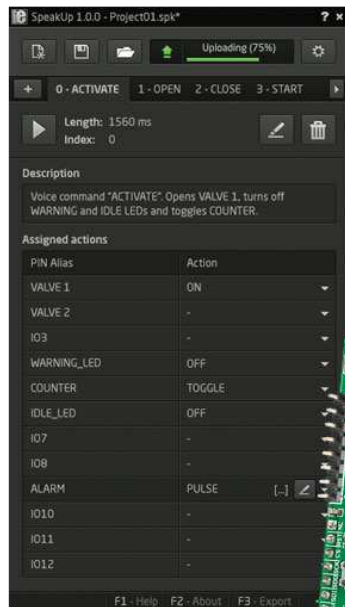 SpeakUp 1.0.0 - Project01.spk*
? x
Uploading (75%)
+ 0 - ACTIVATE 1 - OPEN 2 - CLOSE 3 - START
Length: 1560 ms
Index: 0
Description
Voice command "ACTIVATE". Opens VALVE 1, turns off
WARNING and IDLE LEDs and toggles COUNTER.
Assigned actions
PIN Alias Action
VALVE 1 ON
VALVE 2 -
IO3 -
WARNING_LED OFF
COUNTER TOGGLE
IDLE_LED OFF
IO7 -
IO8 -
ALARM PULSE [...]
IO10 -
IO11 -
IO12 -
F1 - Help F2 - About F3 - Export